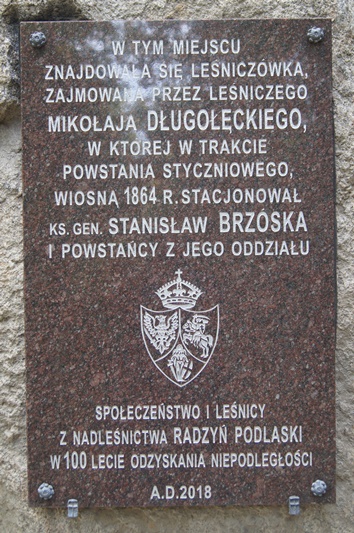 W TYM MIEJSCU
ZNAJDOWAŁA SIĘ LEŚNICZÓWKA,
ZAJMOWANA PRZEZ LEŚNICZEGO
MIKOŁAJA DŁUGOŁĘCKIEGO,
W KTÓREJ W TRAKCIE
POWSTANIA STYCZNIOWEGO,
WIOSNĄ 1864 R. STACJONOWAŁ
KS. GEN. STANISŁAW BRZÓSKA
I POWSTAŃCY Z JEGO ODDZIAŁU
SPOŁECZEŃSTWO I LEŚNICY
Z NADLEŚNICTWA RADZYŃ PODLASKI
W 100 LECIE ODZYSKANIA NIEPODLEGŁOŚCI
A.D. 2018